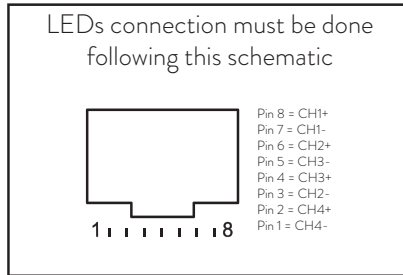 LEDs connection must be done
following this schematic
Pin 8 = CH1+
Pin 7 = CH1-
Pin 6 = CH2+
Pin 5 = CH3-
Pin 4 = CH3+
Pin 3 = CH2-
Pin 2 = CH4+
Pin 1 = CH4-
1 8